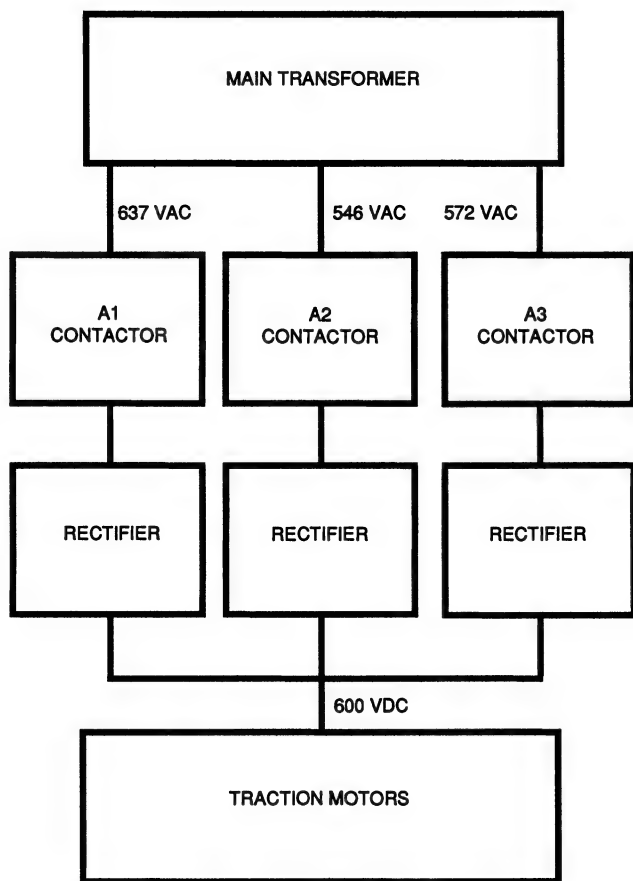 MAIN TRANSFORMER
637 VAC
546 VAC
572 VAC
A1
CONTACTOR
A2
CONTACTOR
A3
CONTACTOR
RECTIFIER
RECTIFIER
RECTIFIER
600 VDC
TRACTION MOTORS